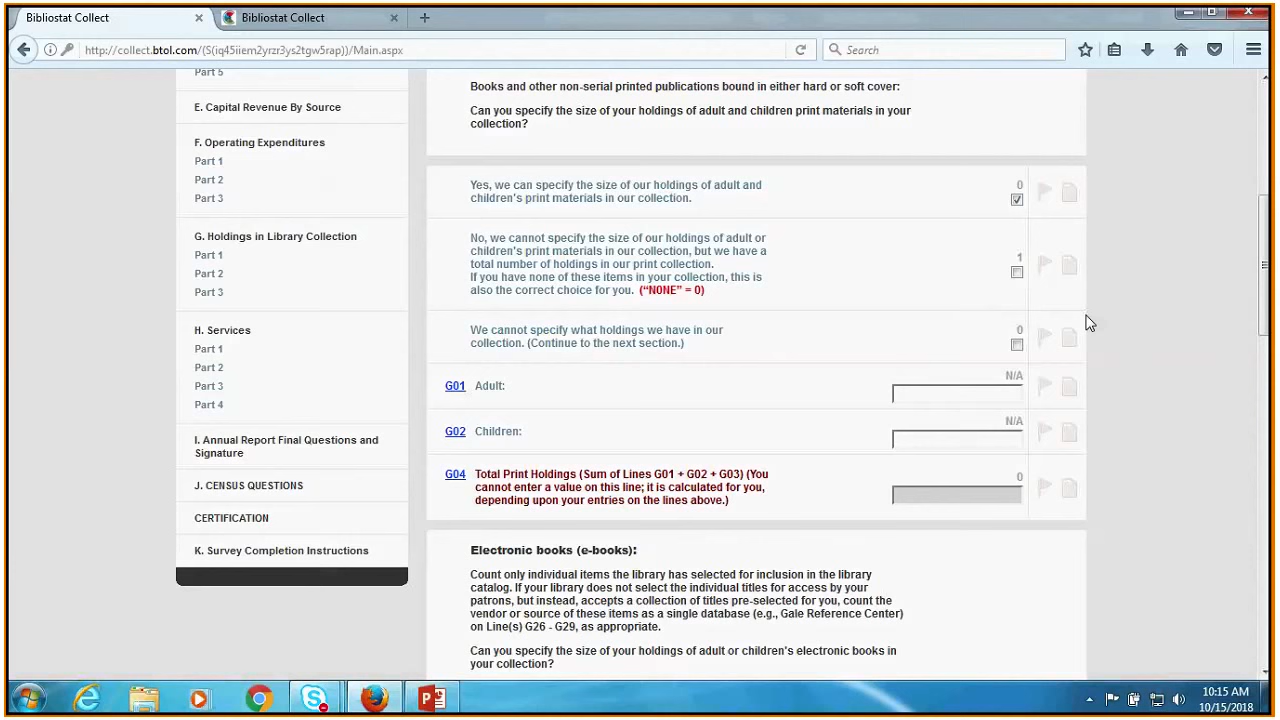 Bibliostat Collect
Bibliostat Collect
http://collect.btol.com/(S(iq45iiem2yrzr3ys2tgw5rap))/Main.aspx
Search
Part 5
E. Capital Revenue By Source
F. Operating Expenditures
Part 1
Part 2
Part 3
G. Holdings in Library Collection
Part 1
Part 2
Part 3
H. Services
Part 1
Part 2
Part 3
Part 4
I. Annual Report Final Questions and
Signature
J. CENSUS QUESTIONS
CERTIFICATION
K. Survey Completion Instructions
Books and other non-serial printed publications bound in either hard or soft cover:
Can you specify the size of your holdings of adult and children print materials in your
collection?
Yes, we can specify the size of our holdings of adult and
children's print materials in our collection.
0
No, we cannot specify the size of our holdings of adult or
children's print materials in our collection, but we have a
total number of holdings in our print collection.
If you have none of these items in your collection, this is
also the correct choice for you. ("NONE" = 0)
1
We cannot specify what holdings we have in our
collection. (Continue to the next section.)
0
G01 Adult:
N/A
G02 Children:
N/A
G04 Total Print Holdings (Sum of Lines G01 + G02 + G03) (You
cannot enter a value on this line; it is calculated for you,
depending upon your entries on the lines above.)
0
Electronic books (e-books):
Count only individual items the library has selected for inclusion in the library
catalog. If your library does not select the individual titles for access by your
patrons, but instead, accepts a collection of titles pre-selected for you, count the
vendor or source of these items as a single database (e.g., Gale Reference Center)
on Line(s) G26 - G29, as appropriate.
Can you specify the size of your holdings of adult or children's electronic books in
your collection?
10:15 AM
10/15/2018